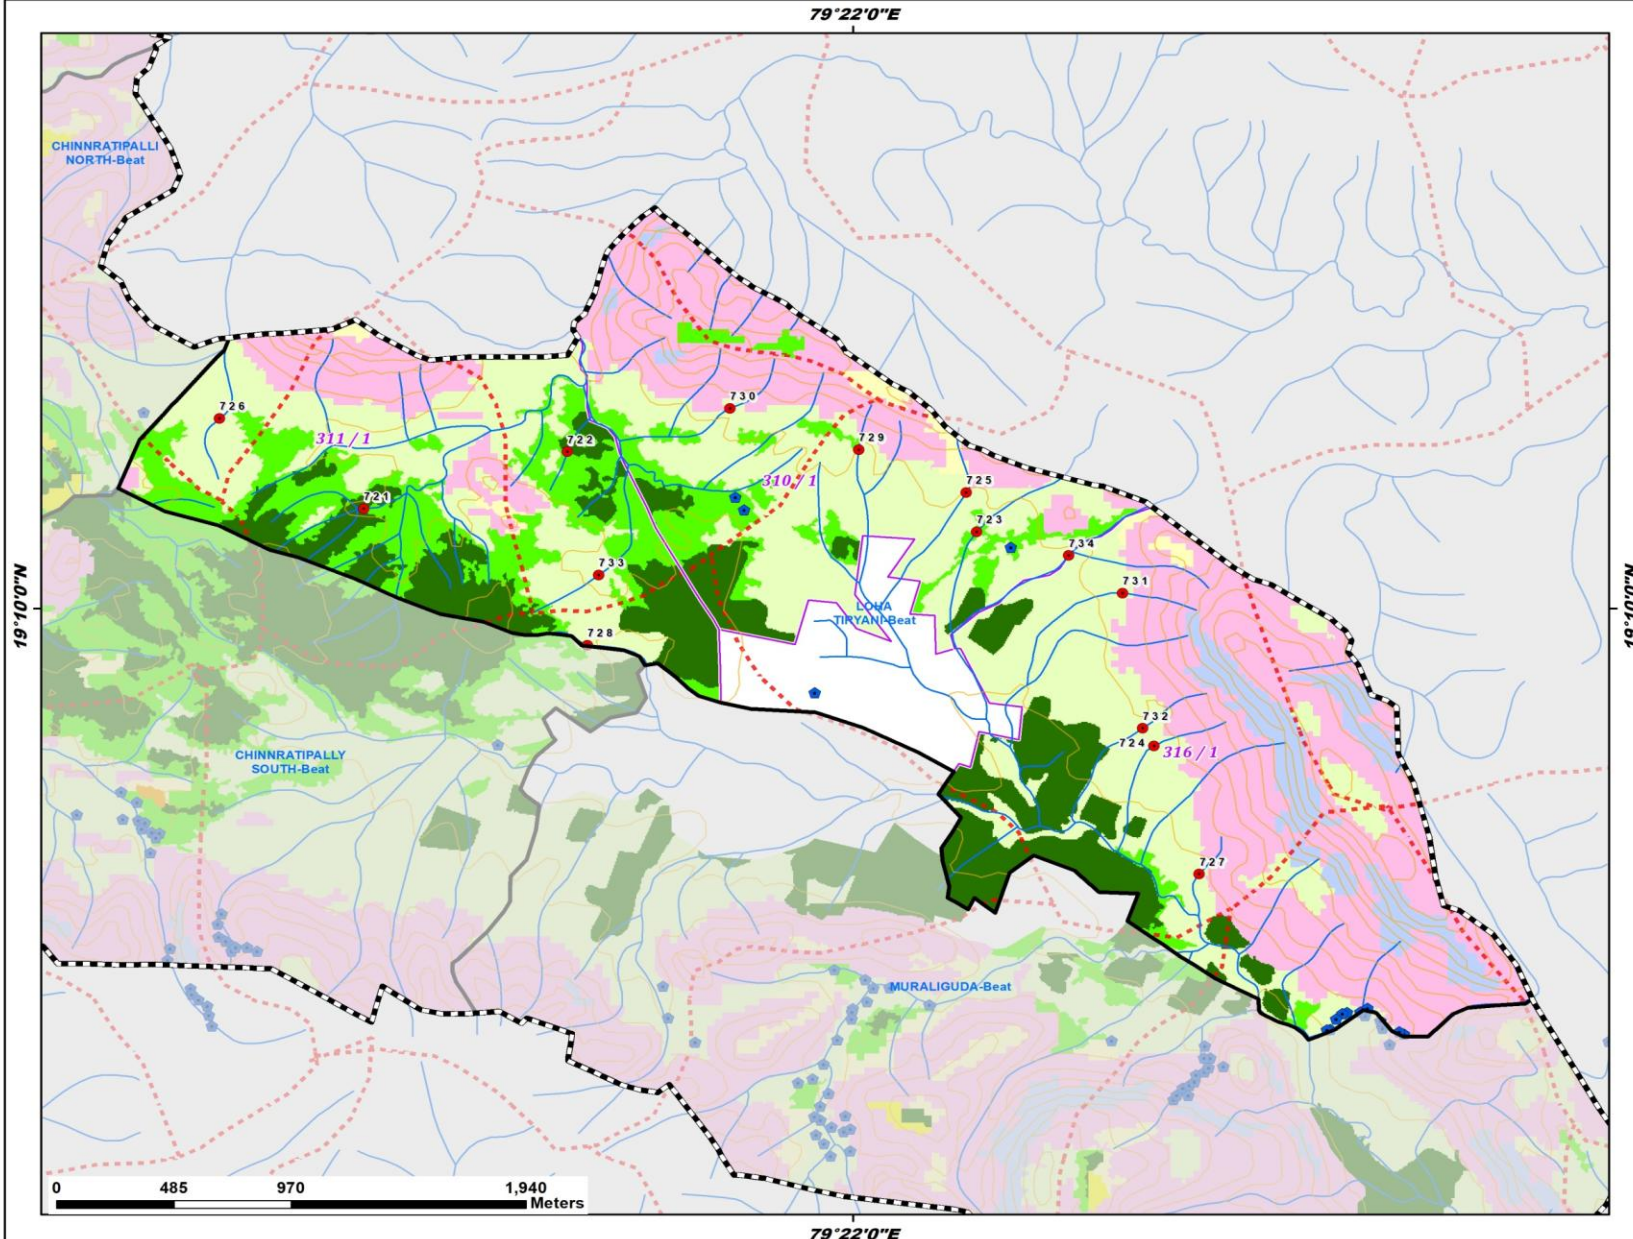 79°22'0"E
CHINNRATIPALLI
NORTH-Beat
730
726
311 / 1
722
729
310 / 1
725
721
723
734
733
731
19°10'0"N
19°10'0"N
LOHA
TIRYANI-Beat
728
732
724
316 / 1
CHINNRATIPALLY
SOUTH-Beat
727
MURALIGUDA-Beat
0 485 970 1,940
Meters
79°22'0"E